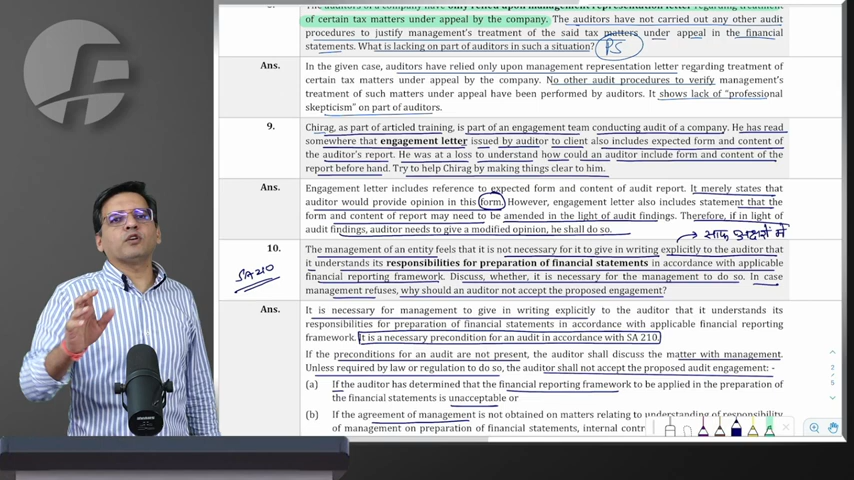 The auditors of a company have only relied upon management representation letter regarding treatment
of certain tax matters under appeal by the company. The auditors have not carried out any other audit
procedures to justify management's treatment of the said tax matters under appeal in the financial
statements. What is lacking on part of auditors in such a situation? PS
Ans. In the given case, auditors have relied only upon management representation letter regarding treatment of
certain tax matters under appeal by the company. No other audit procedures to verify management's
treatment of such matters under appeal have been performed by auditors. It shows lack of "professional
skepticism" on part of auditors.
9. Chirag, as part of articled training, is part of an engagement team conducting audit of a company. He has read
somewhere that engagement letter issued by auditor to client also includes expected form and content of
the auditor's report. He was at a loss to understand how could an auditor include form and content of the
report before hand. Try to help Chirag by making things clear to him.
Ans. Engagement letter includes reference to expected form and content of audit report. It merely states that
auditor would provide opinion in this form. However, engagement letter also includes statement that the
form and content of report may need to be amended in the light of audit findings. Therefore, if in light of
audit findings, auditor needs to give a modified opinion, he shall do so.
साफ अक्षरों में
10. The management of an entity feels that it is not necessary for it to give in writing explicitly to the auditor that
it understands its responsibilities for preparation of financial statements in accordance with applicable
SA 210 financial reporting framework. Discuss, whether, it is necessary for the management to do so. In case
management refuses, why should an auditor not accept the proposed engagement?
Ans. It is necessary for management to give in writing explicitly to the auditor that it understands its
responsibilities for preparation of financial statements in accordance with applicable financial reporting
framework. It is a necessary precondition for an audit in accordance with SA 210.
If the preconditions for an audit are not present, the auditor shall discuss the matter with management.
Unless required by law or regulation to do so, the auditor shall not accept the proposed audit engagement: -
(a) If the auditor has determined that the financial reporting framework to be applied in the preparation of
the financial statements is unacceptable or
(b) If the agreement of management is not obtained on matters relating to understanding of responsibility
of management on preparation of financial statements, internal contr
2
5